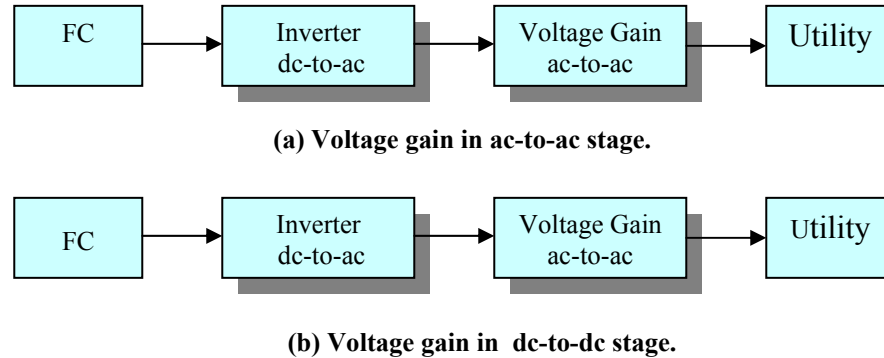 FC
Inverter
dc-to-ac
Voltage Gain
ac-to-ac
Utility
(a) Voltage gain in ac-to-ac stage.
FC
Inverter
dc-to-ac
Voltage Gain
ac-to-ac
Utility
(b) Voltage gain in dc-to-dc stage.